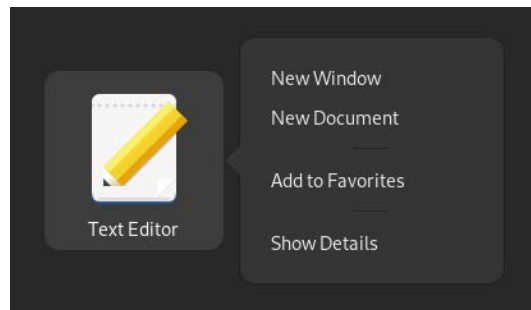 Text Editor
New Window
New Document
Add to Favorites
Show Details